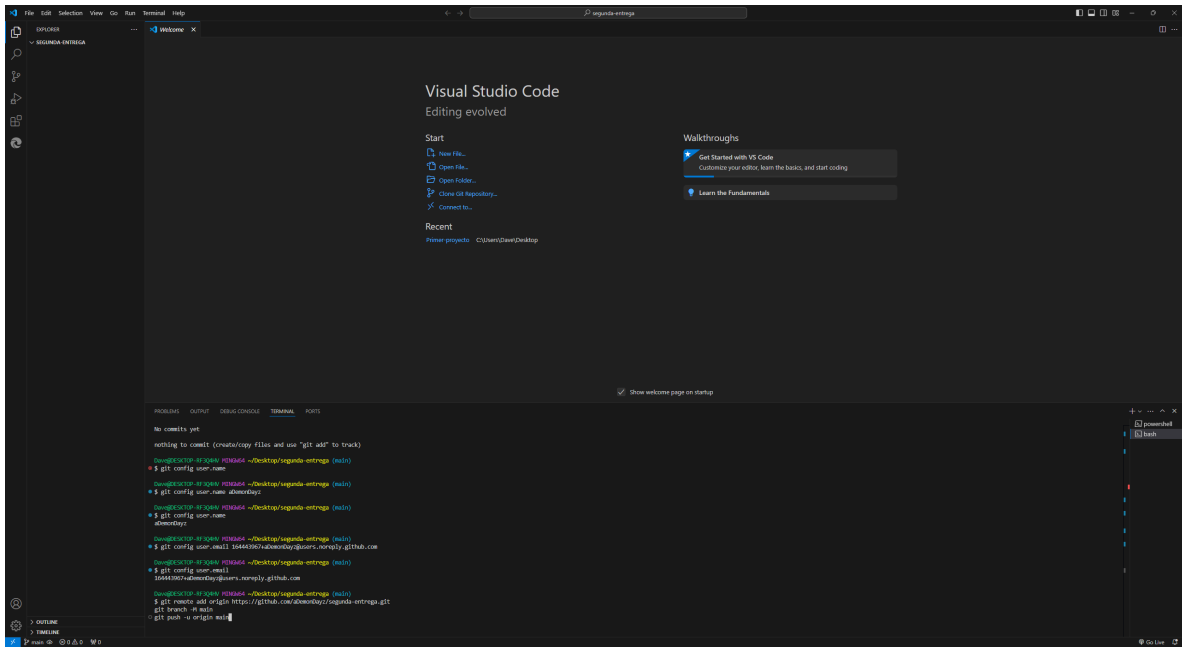 File Edit Selection View Go Run Terminal Help
segunda-entrega
EXPLORER
Welcome
SEGUNDA-ENTREGA
Visual Studio Code
Editing evolved
Start
New File...
Open File...
Open Folder...
Clone Git Repository...
Connect to...
Recent
Primer-proyecto C:\Users\Dave\Desktop
Walkthroughs
Get Started with VS Code
Customize your editor, learn the basics, and start coding
Learn the Fundamentals
Show welcome page on startup
PROBLEMS OUTPUT DEBUG CONSOLE TERMINAL PORTS
powershell
bash
No commits yet
nothing to commit (create/copy files and use "git add" to track)
Dave@DESKTOP-RF3Q4HV MINGW64 ~/Desktop/segunda-entrega (main)
$ git config user.name
Dave@DESKTOP-RF3Q4HV MINGW64 ~/Desktop/segunda-entrega (main)
$ git config user.name aDemonDayz
Dave@DESKTOP-RF3Q4HV MINGW64 ~/Desktop/segunda-entrega (main)
$ git config user.name
aDemonDayz
Dave@DESKTOP-RF3Q4HV MINGW64 ~/Desktop/segunda-entrega (main)
$ git config user.email 164443967+aDemonDayz@users.noreply.github.com
Dave@DESKTOP-RF3Q4HV MINGW64 ~/Desktop/segunda-entrega (main)
$ git config user.email
164443967+aDemonDayz@users.noreply.github.com
Dave@DESKTOP-RF3Q4HV MINGW64 ~/Desktop/segunda-entrega (main)
$ git remote add origin https://github.com/aDemonDayz/segunda-entrega.git
git branch -M main
git push -u origin main
OUTLINE
TIMELINE
main 0 0 0
Go Live